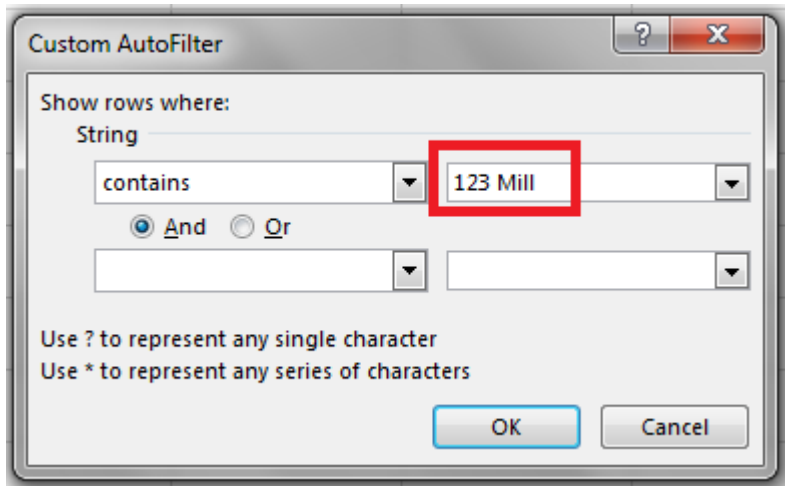 Custom AutoFilter
Show rows where:
String
contains 123 Mill
And Or
Use ? to represent any single character
Use * to represent any series of characters
OK Cancel